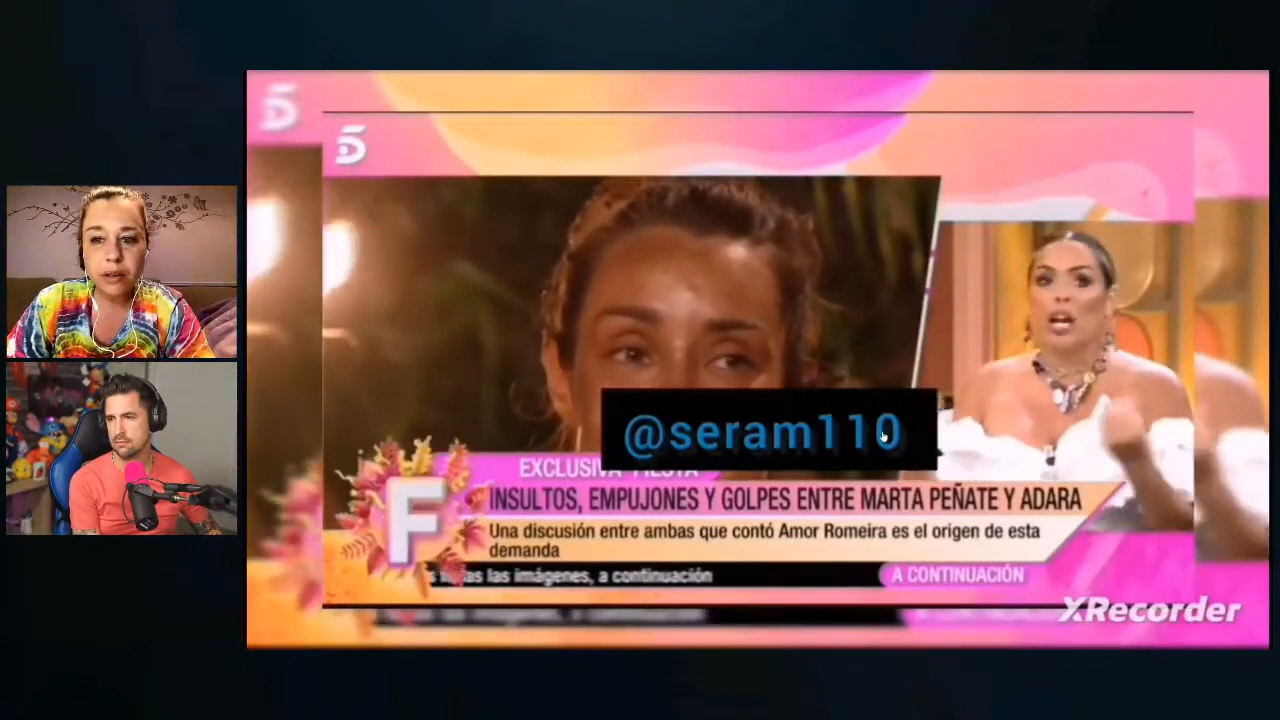 5
5
@seram110
EXCLUSIVA FIESTA
F
INSULTOS, EMPUJONES Y GOLPES ENTRE MARTA PEÑATE Y ADARA
Una discusión entre ambas que contó Amor Romeira es el origen de esta
demanda
las imágenes, a continuación
A CONTINUACIÓN
XRecorder